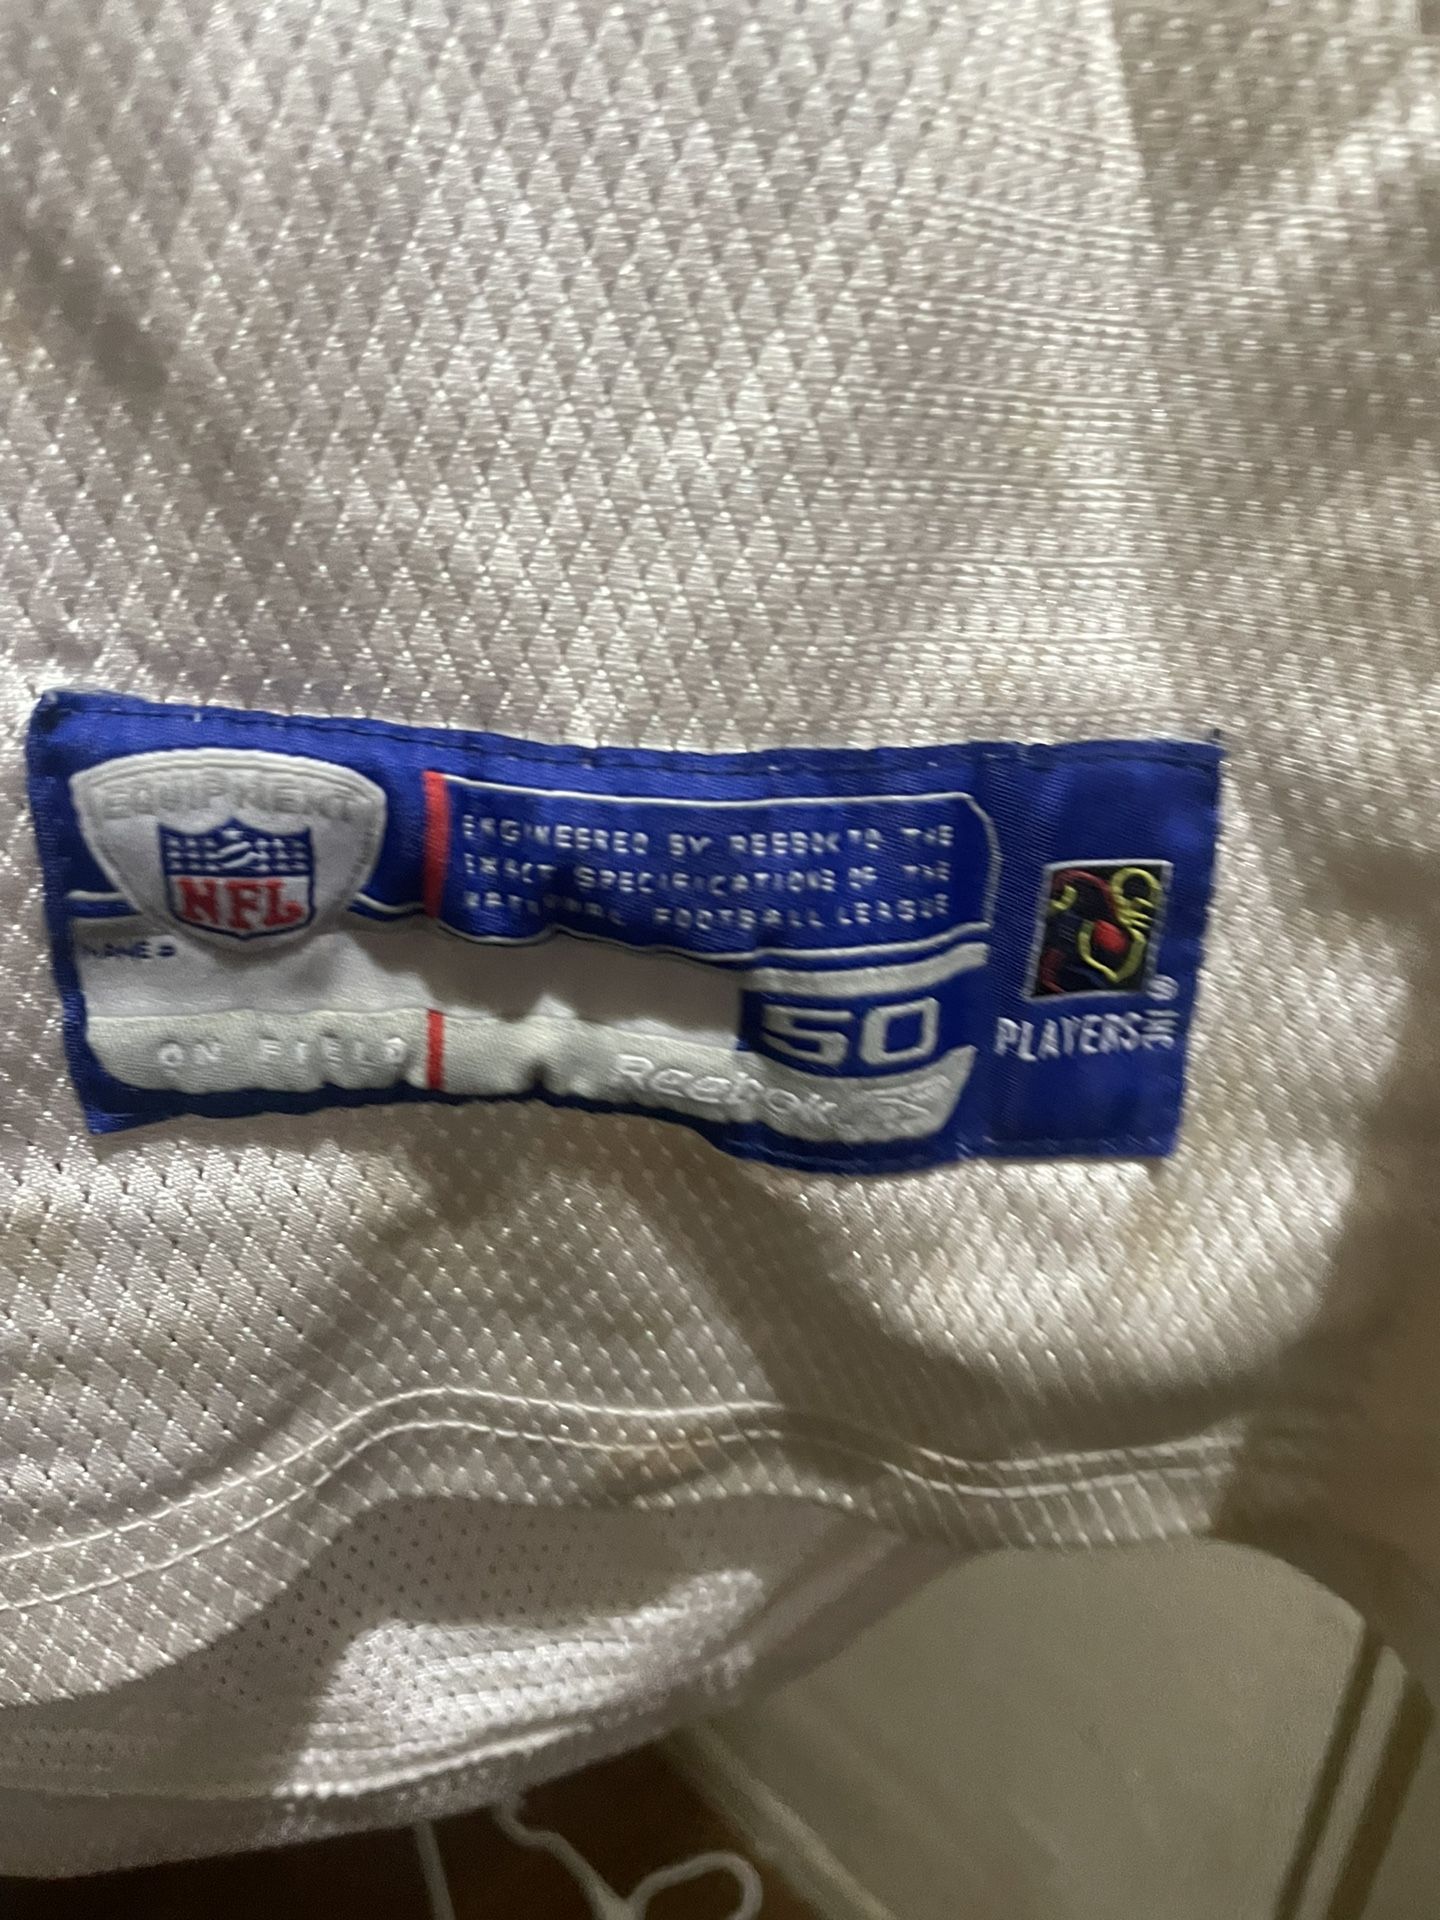 EQUIPMENT
NFL
ENGINEERED BY REEBOK TO THE
EXACT SPECIFICATIONS OF THE
NATIONAL FOOTBALL LEAGUE
NAME #
50
ON FIELD
Reebok
PLAYERS INC